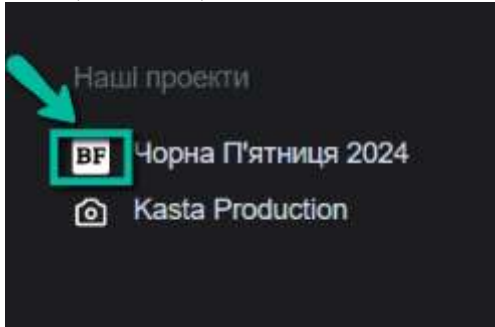 Наші проекти
BF Чорна П'ятниця 2024
Kasta Production